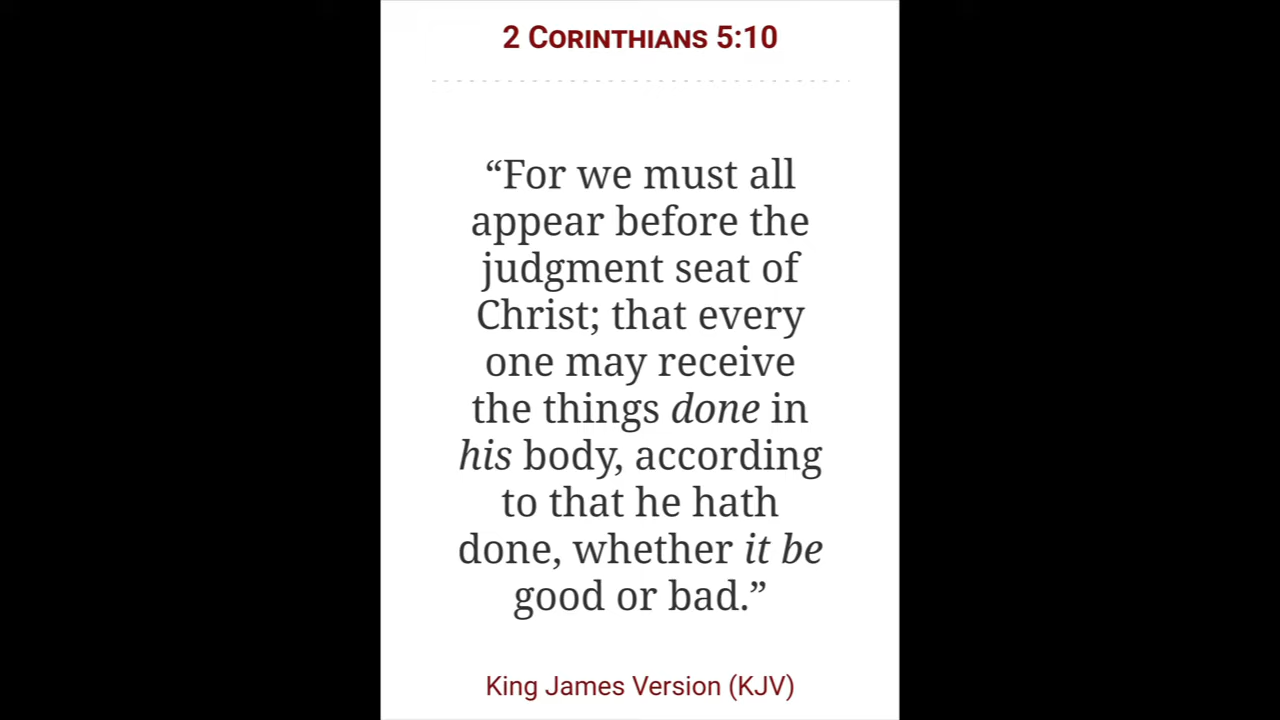 2 Corinthians 5:10
“For we must all
appear before the
judgment seat of
Christ; that every
one may receive
the things done in
his body, according
to that he hath
done, whether it be
good or bad.”
King James Version (KJV)